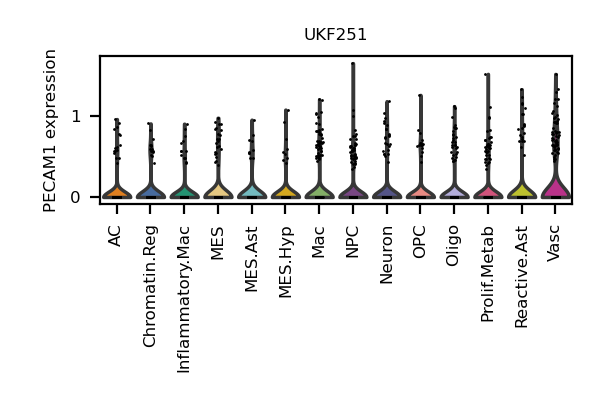 UKF251
PECAM1 expression
1
0
AC
Chromatin.Reg
Inflammatory.Mac
MES
MES.Ast
MES.Hyp
Mac
NPC
Neuron
OPC
Oligo
Prolif.Metab
Reactive.Ast
Vasc